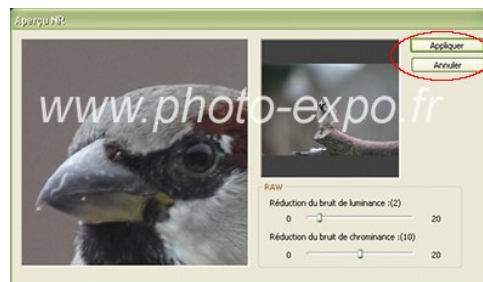 Aperçu NR
Appliquer
Annuler
www.photo-expo.fr
RAW
Réduction du bruit de luminance :(2)
0 20
Réduction du bruit de chrominance :(10)
0 20